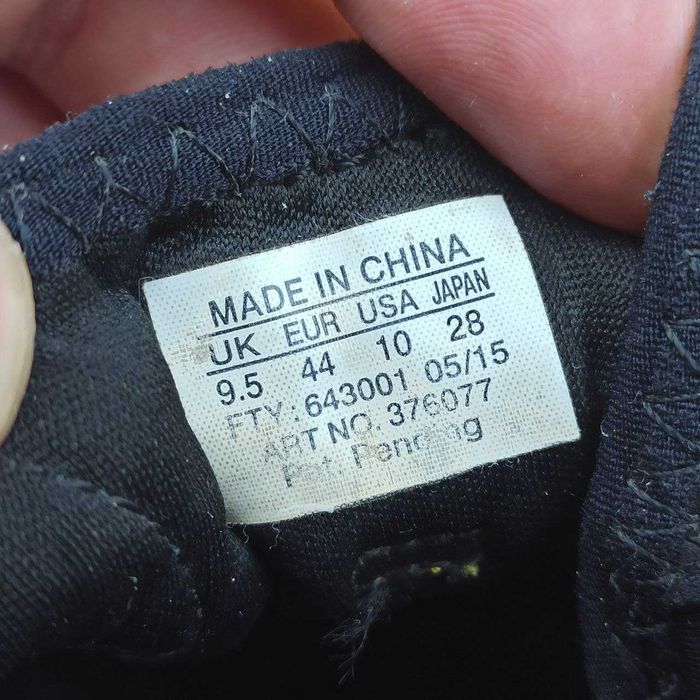 MADE IN CHINA
UK EUR USA JAPAN
9.5 44 10 28
FTY: 643001 05/15
ART NO. 376077
Pat. Pending